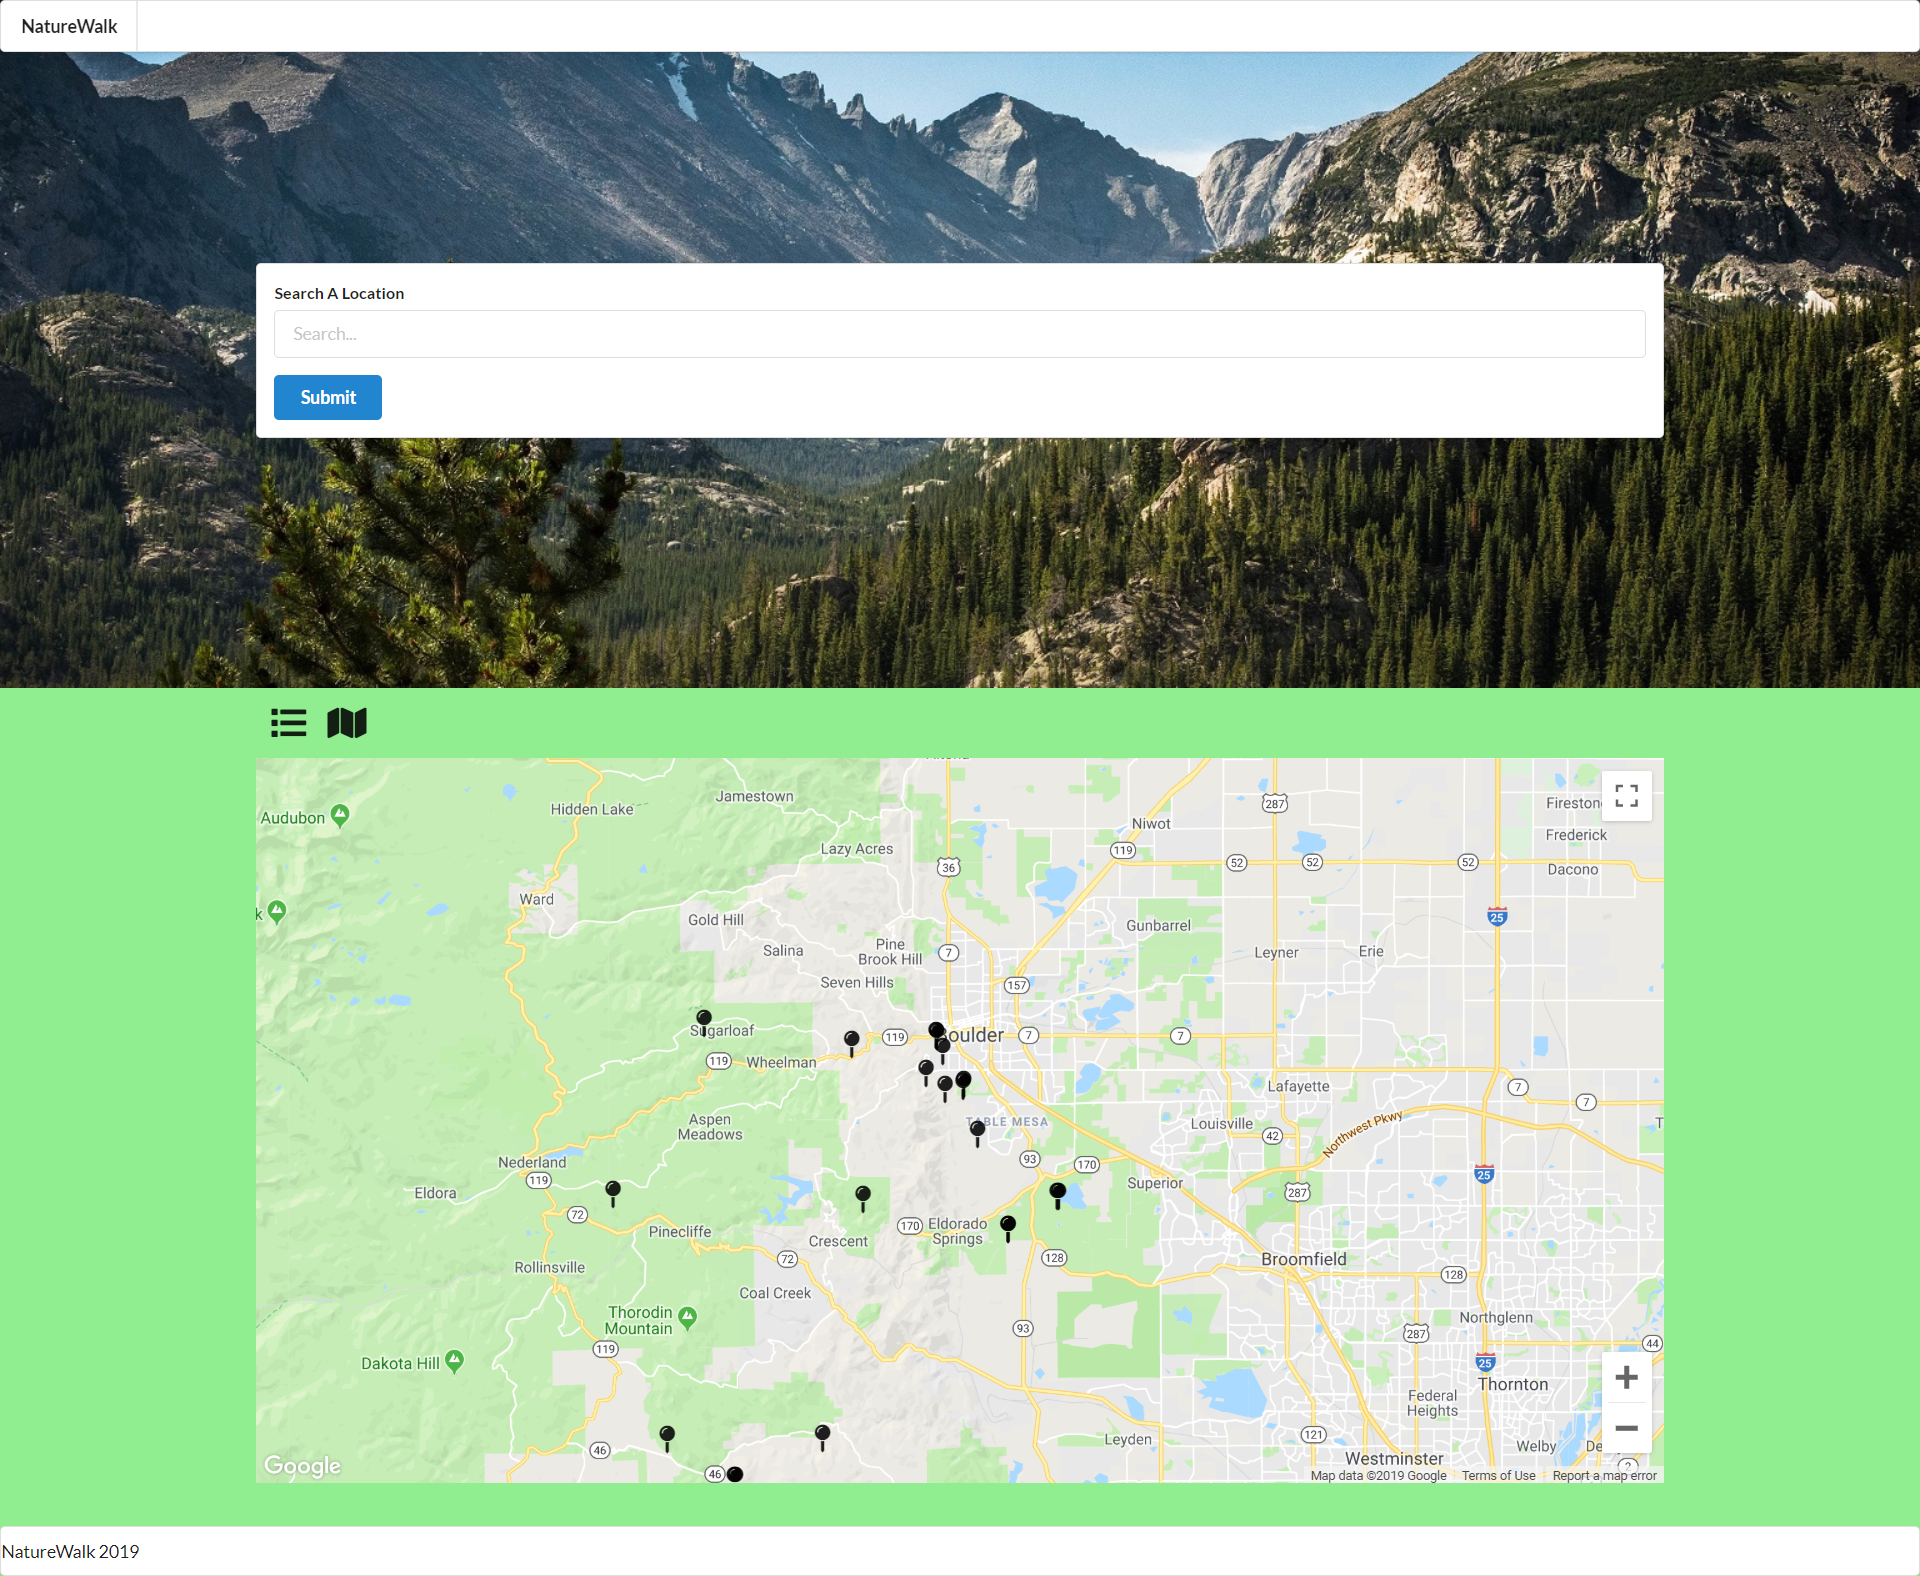 NatureWalk
Search A Location
Search...
Submit
Audubon
Hidden Lake
Jamestown
Niwot
287
Frederick
Lazy Acres
119
36
52
52
52
Dacono
Ward
Gold Hill
Gunbarrel
25
Salina
Pine
Brook Hill
7
Leyner
Erie
Seven Hills
157
Sugarloaf
119
7
7
119
Wheelman
Lafayette
7
7
Aspen
Meadows
Louisville
42
Northwest Pkwy
Nederland
119
93
170
25
Eldora
Superior
287
72
Pinecliffe
Crescent
170
Eldorado
Springs
72
128
Broomfield
128
Rollinsville
Coal Creek
Thorodin
Mountain
93
Northglenn
287
44
119
Dakota Hill
25
Thornton
Federal
Heights
46
Leyden
121
Welby
Westminster
46
Google
Map data ©2019 Google
Terms of Use
Report a map error
NatureWalk 2019